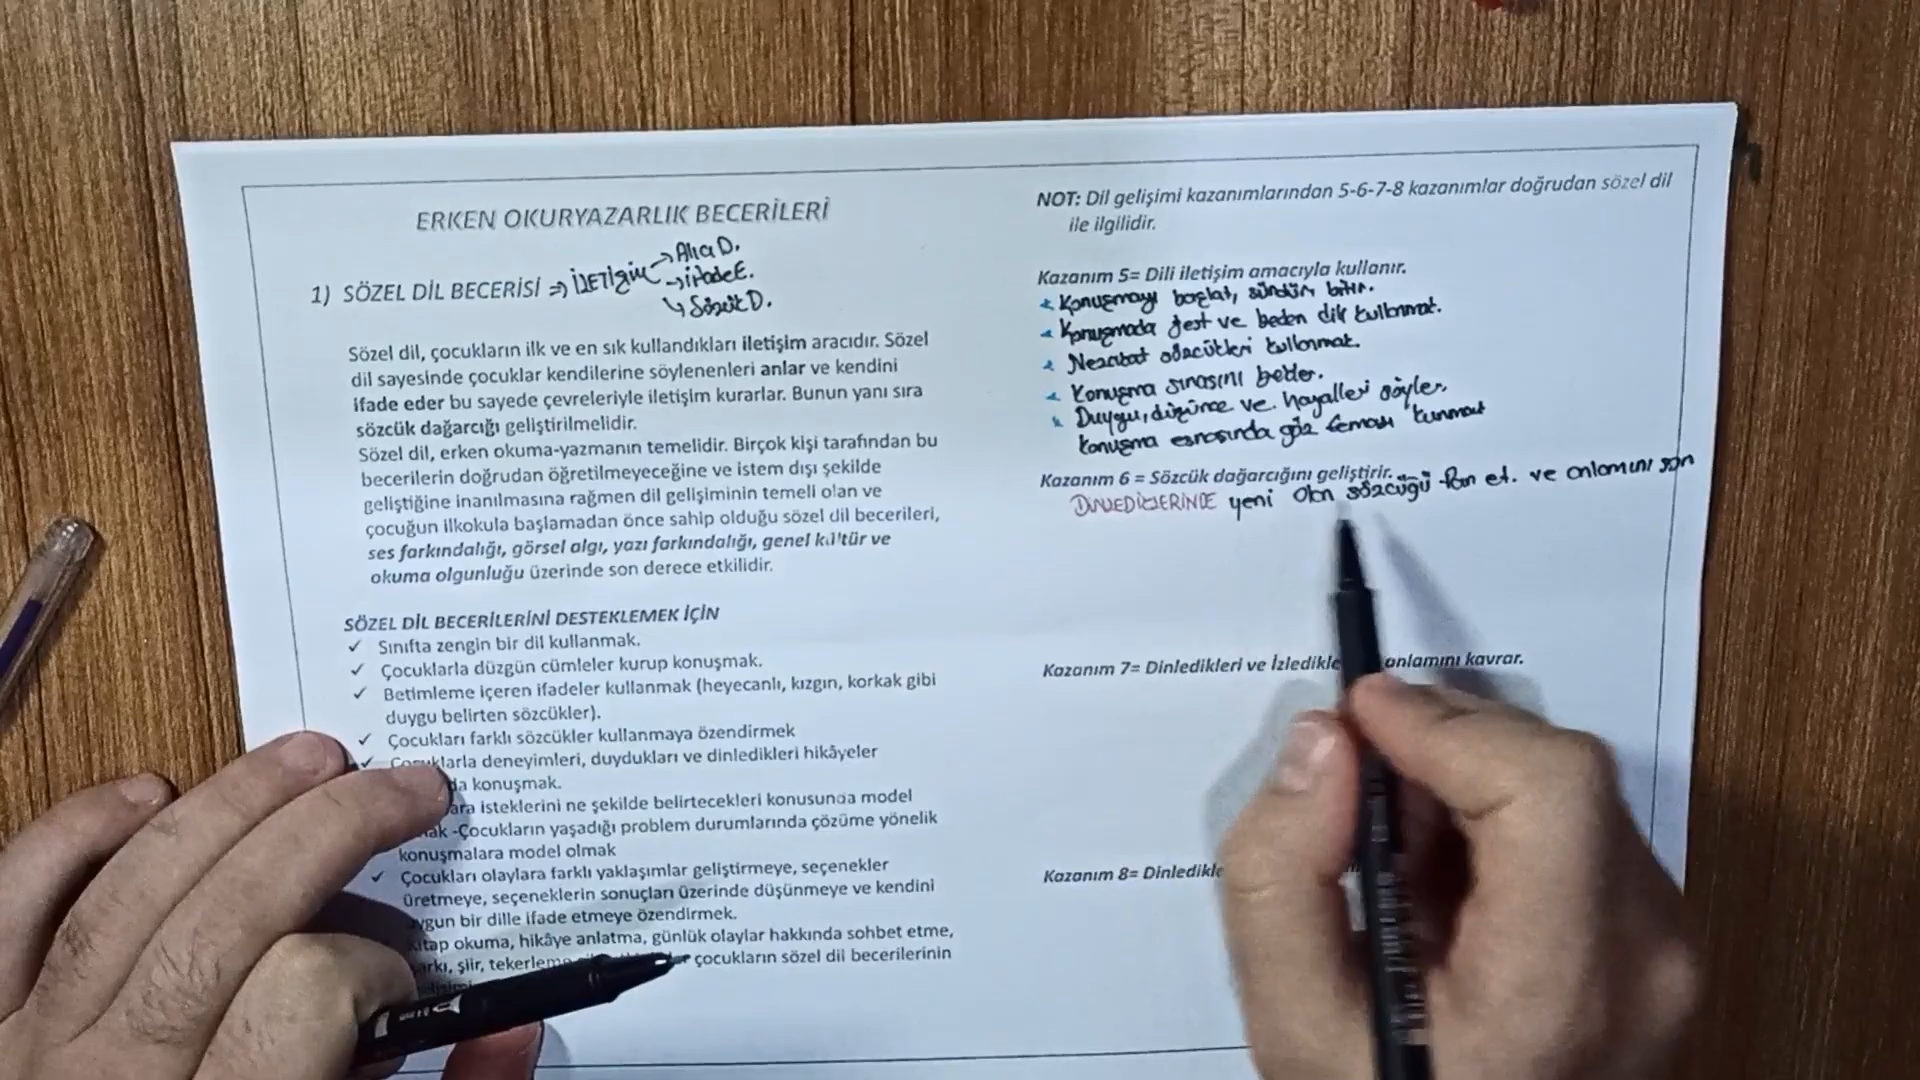 ERKEN OKURYAZARLIK BECERİLERİ
1) SÖZEL DİL BECERİSİ ⇒ İLETİŞİM → Alıcı D.
→ İfade E.
↳ Sözcük D.
Sözel dil, çocukların ilk ve en sık kullandıkları iletişim aracıdır. Sözel
dil sayesinde çocuklar kendilerine söylenenleri anlar ve kendini
ifade eder bu sayede çevreleriyle iletişim kurarlar. Bunun yanı sıra
sözcük dağarcığı geliştirilmelidir.
Sözel dil, erken okuma-yazmanın temelidir. Birçok kişi tarafından bu
becerilerin doğrudan öğretilmeyeceğine ve istem dışı şekilde
geliştiğine inanılmasına rağmen dil gelişiminin temeli olan ve
çocuğun ilkokula başlamadan önce sahip olduğu sözel dil becerileri,
ses farkındalığı, görsel algı, yazı farkındalığı, genel kültür ve
okuma olgunluğu üzerinde son derece etkilidir.
SÖZEL DİL BECERİLERİNİ DESTEKLEMEK İÇİN
✓ Sınıfta zengin bir dil kullanmak.
✓ Çocuklarla düzgün cümleler kurup konuşmak.
✓ Betimleme içeren ifadeler kullanmak (heyecanlı, kızgın, korkak gibi
duygu belirten sözcükler).
✓ Çocukları farklı sözcükler kullanmaya özendirmek
✓ Çocuklarla deneyimleri, duydukları ve dinledikleri hikâyeler
konuşmak.
isteklerini ne şekilde belirtecekleri konusunda model
-Çocukların yaşadığı problem durumlarında çözüme yönelik
konuşmalara model olmak
✓ Çocukları olaylara farklı yaklaşımlar geliştirmeye, seçenekler
üretmeye, seçeneklerin sonuçları üzerinde düşünmeye ve kendini
uygun bir dille ifade etmeye özendirmek.
kitap okuma, hikâye anlatma, günlük olaylar hakkında sohbet etme,
şarkı, şiir, çocukların sözel dil becerilerinin
NOT: Dil gelişimi kazanımlarından 5-6-7-8 kazanımlar doğrudan sözel dil
ile ilgilidir.
Kazanım 5= Dili iletişim amacıyla kullanır.
Konuşmayı başlat, sürdür, bitir.
Konuşmada jest ve beden dili kullanmak.
Nezaket sözcükleri kullanmak.
Konuşma sırasını bekler.
Duygu, düşünce ve hayalleri söyler.
konuşma esnasında göz teması kurmak
Kazanım 6 = Sözcük dağarcığını geliştirir.
DİNLEDİKLERİNDE yeni olan sözcüğü fark et. ve anlamını sor
Kazanım 7= Dinledikleri ve İzledikle anlamını kavrar.
Kazanım 8= Dinledikle